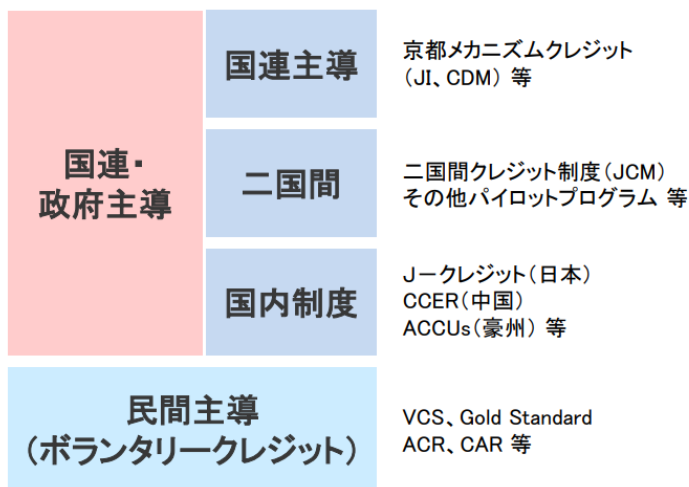 国連・
政府主導
国連主導
京都メカニズムクレジット
（JI、CDM） 等
二国間
二国間クレジット制度（JCM）
その他パイロットプログラム 等
国内制度
J－クレジット（日本）
CCER（中国）
ACCUs（豪州） 等
民間主導
（ボランタリークレジット）
VCS、Gold Standard
ACR、CAR 等